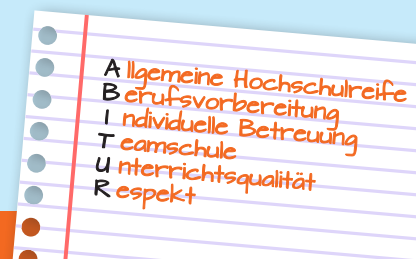 Allgemeine Hochschulreife
Berufsvorbereitung
Individuelle Betreuung
Teamschule
Unterrichtsqualität
Respekt